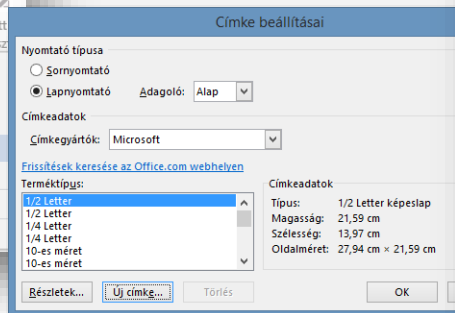 tt
sz
Címke beállításai
Nyomtató típusa
Sornyomtató
Lapnyomtató Adagoló: Alap
Címkeadatok
Címkegyártók: Microsoft
Frissítések keresése az Office.com webhelyen
Terméktípus:
1/2 Letter
1/2 Letter
1/4 Letter
1/4 Letter
10-es méret
10-es méret
Címkeadatok
Típus: 1/2 Letter képeslap
Magasság: 21,59 cm
Szélesség: 13,97 cm
Oldalméret: 27,94 cm × 21,59 cm
Részletek... Új címke... Törlés OK